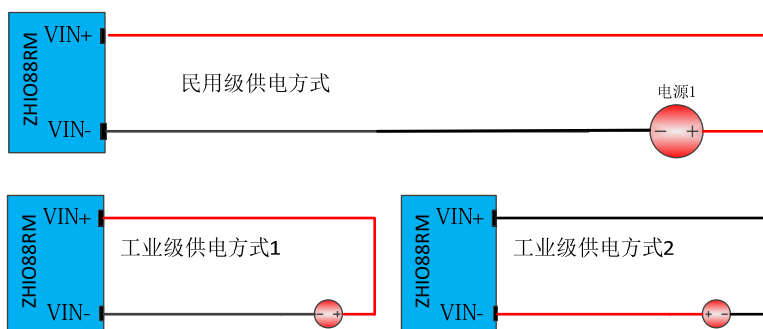 VIN+
ZHIO88RM
民用级供电方式
电源1
VIN-
- +
VIN+
ZHIO88RM
工业级供电方式1
VIN-
- +
VIN+
ZHIO88RM
工业级供电方式2
VIN-
+ -